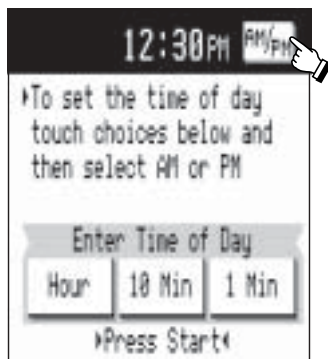 12:30PM AM/PM
To set the time of day
touch choices below and
then select AM or PM
Enter Time of Day
Hour 10 Min 1 Min
Press Start